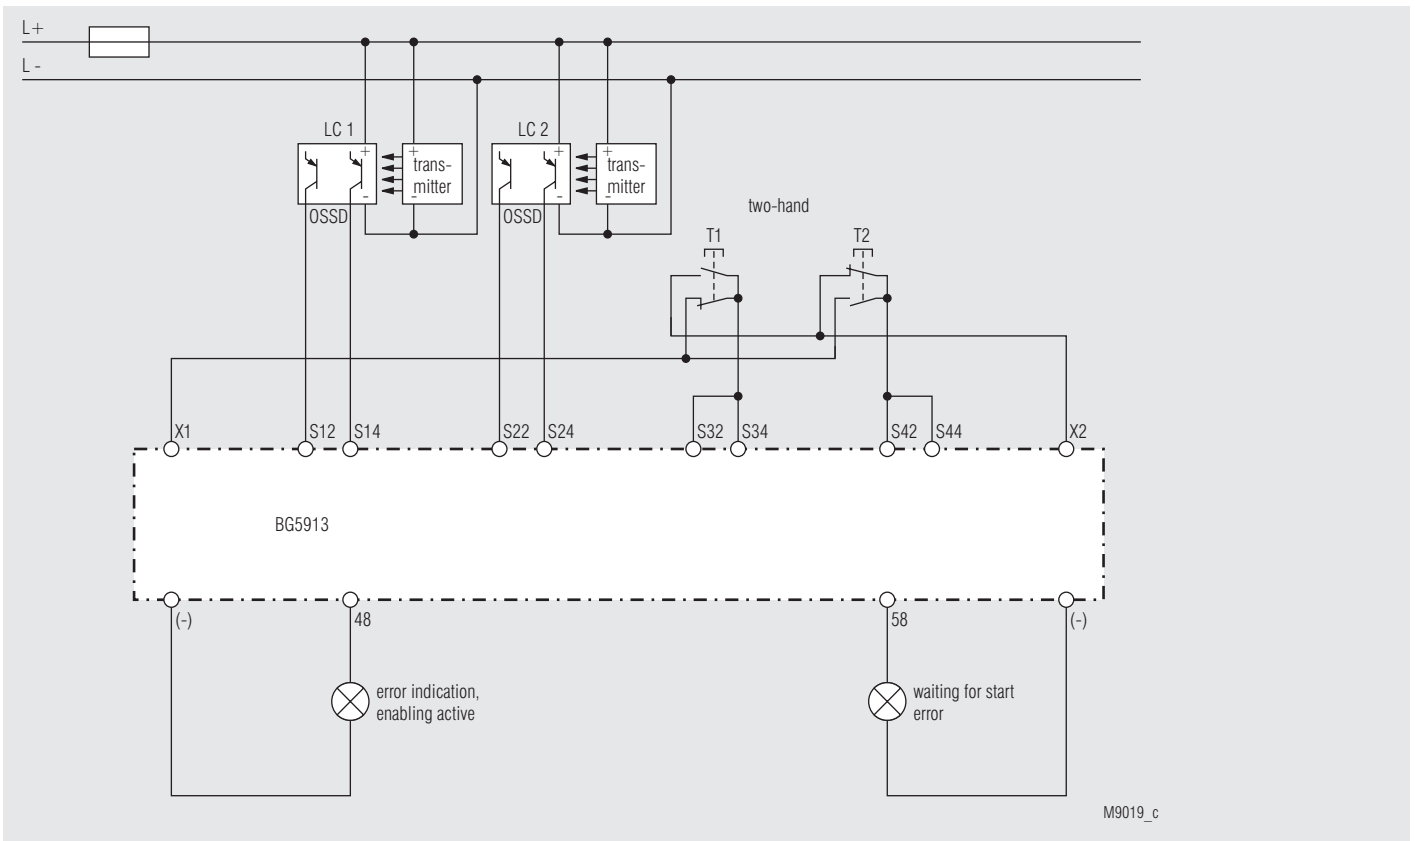 L+
L -
LC 1
LC 2
+
+
trans-
mitter
-
-
OSSD
+
+
trans-
mitter
-
-
OSSD
two-hand
T1
T2
X1
S12
S14
S22
S24
S32
S34
S42
S44
X2
BG5913
(-)
48
58
(-)
error indication,
enabling active
waiting for start
error
M9019_c